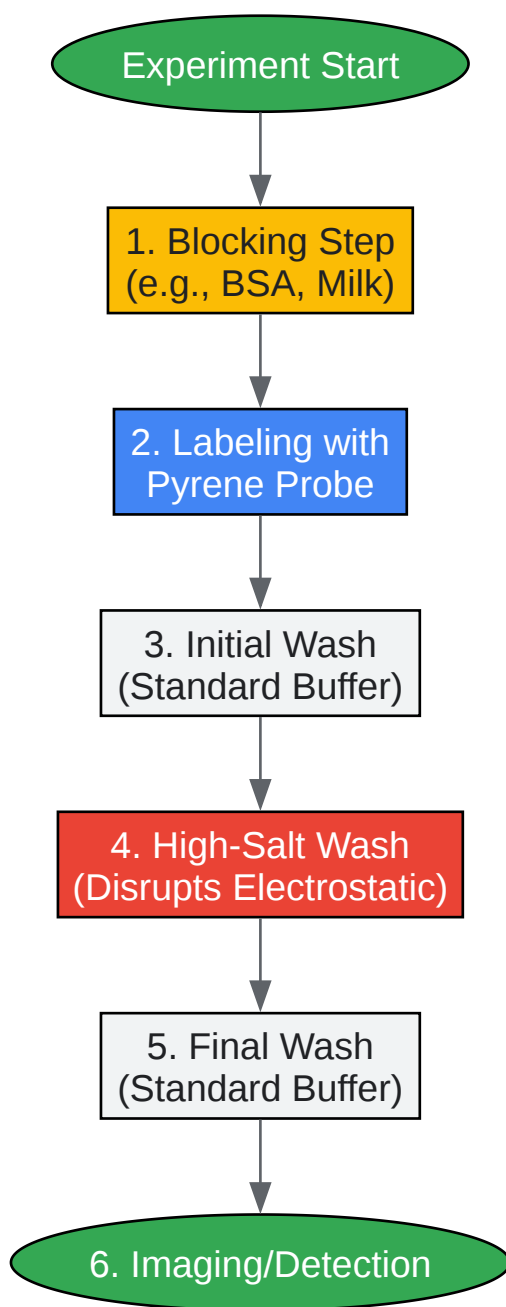 Experiment Start
1. Blocking Step
(e.g., BSA, Milk)
2. Labeling with
Pyrene Probe
3. Initial Wash
(Standard Buffer)
4. High-Salt Wash
(Disrupts Electrostatic)
5. Final Wash
(Standard Buffer)
6. Imaging/Detection